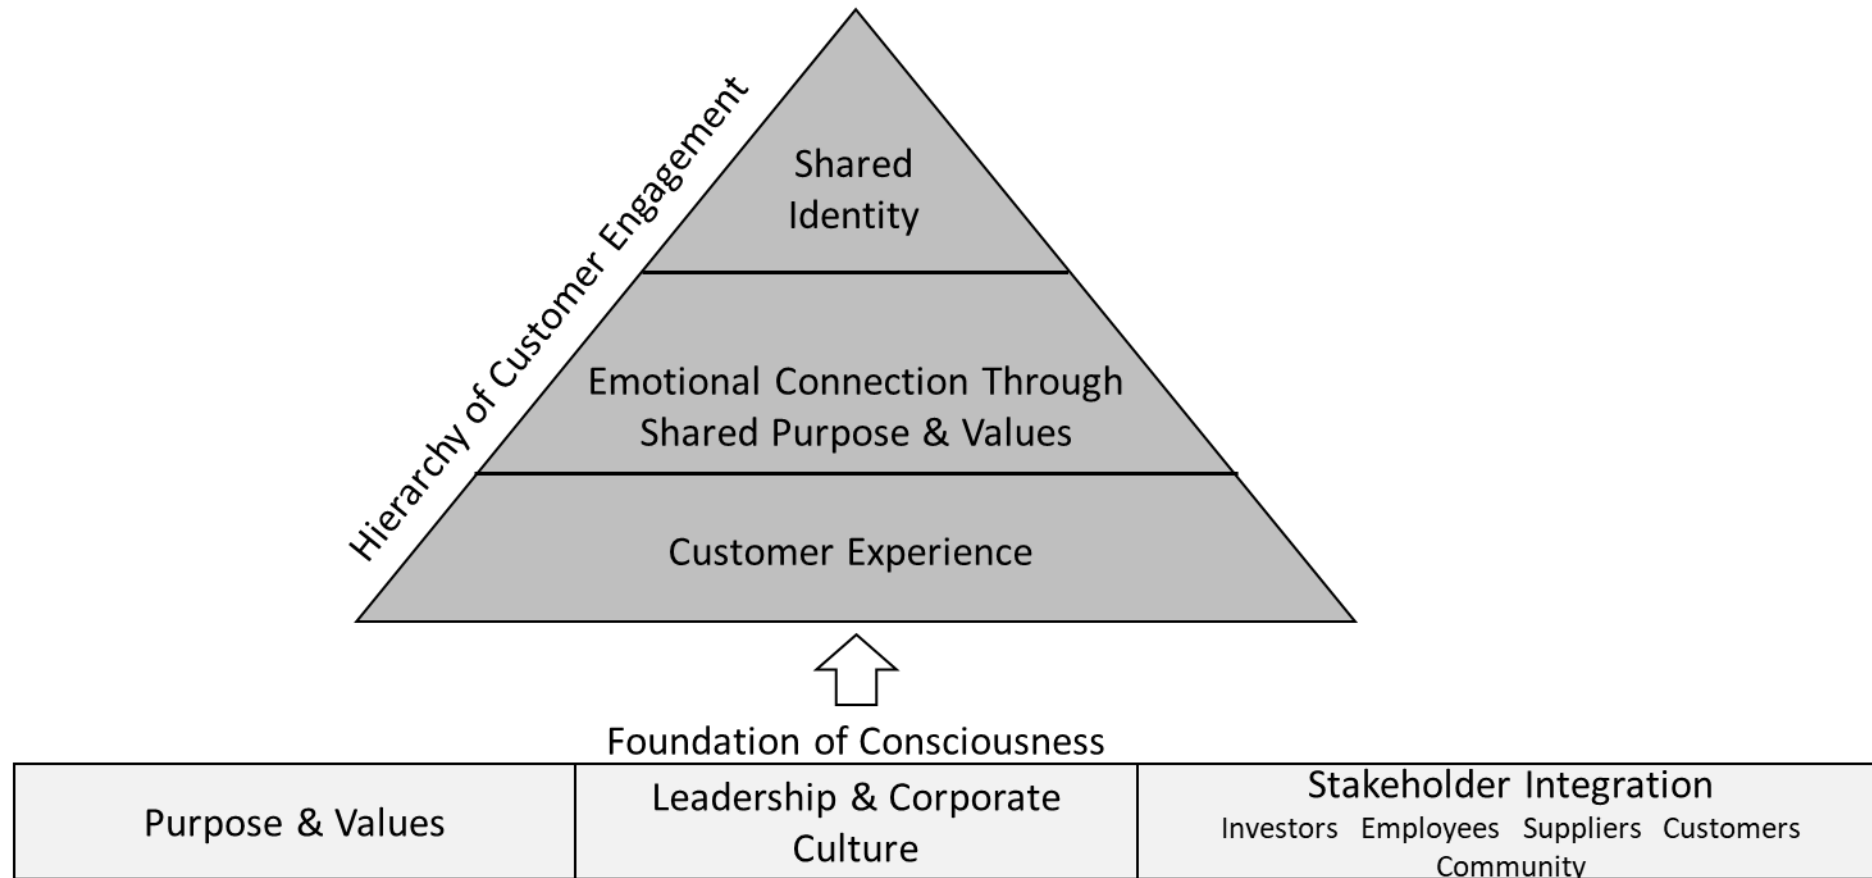 Hierarchy of Customer Engagement
Shared
Identity
Emotional Connection Through
Shared Purpose & Values
Customer Experience
Foundation of Consciousness
Purpose & Values
Leadership & Corporate
Culture
Stakeholder Integration
Investors Employees Suppliers Customers
Community